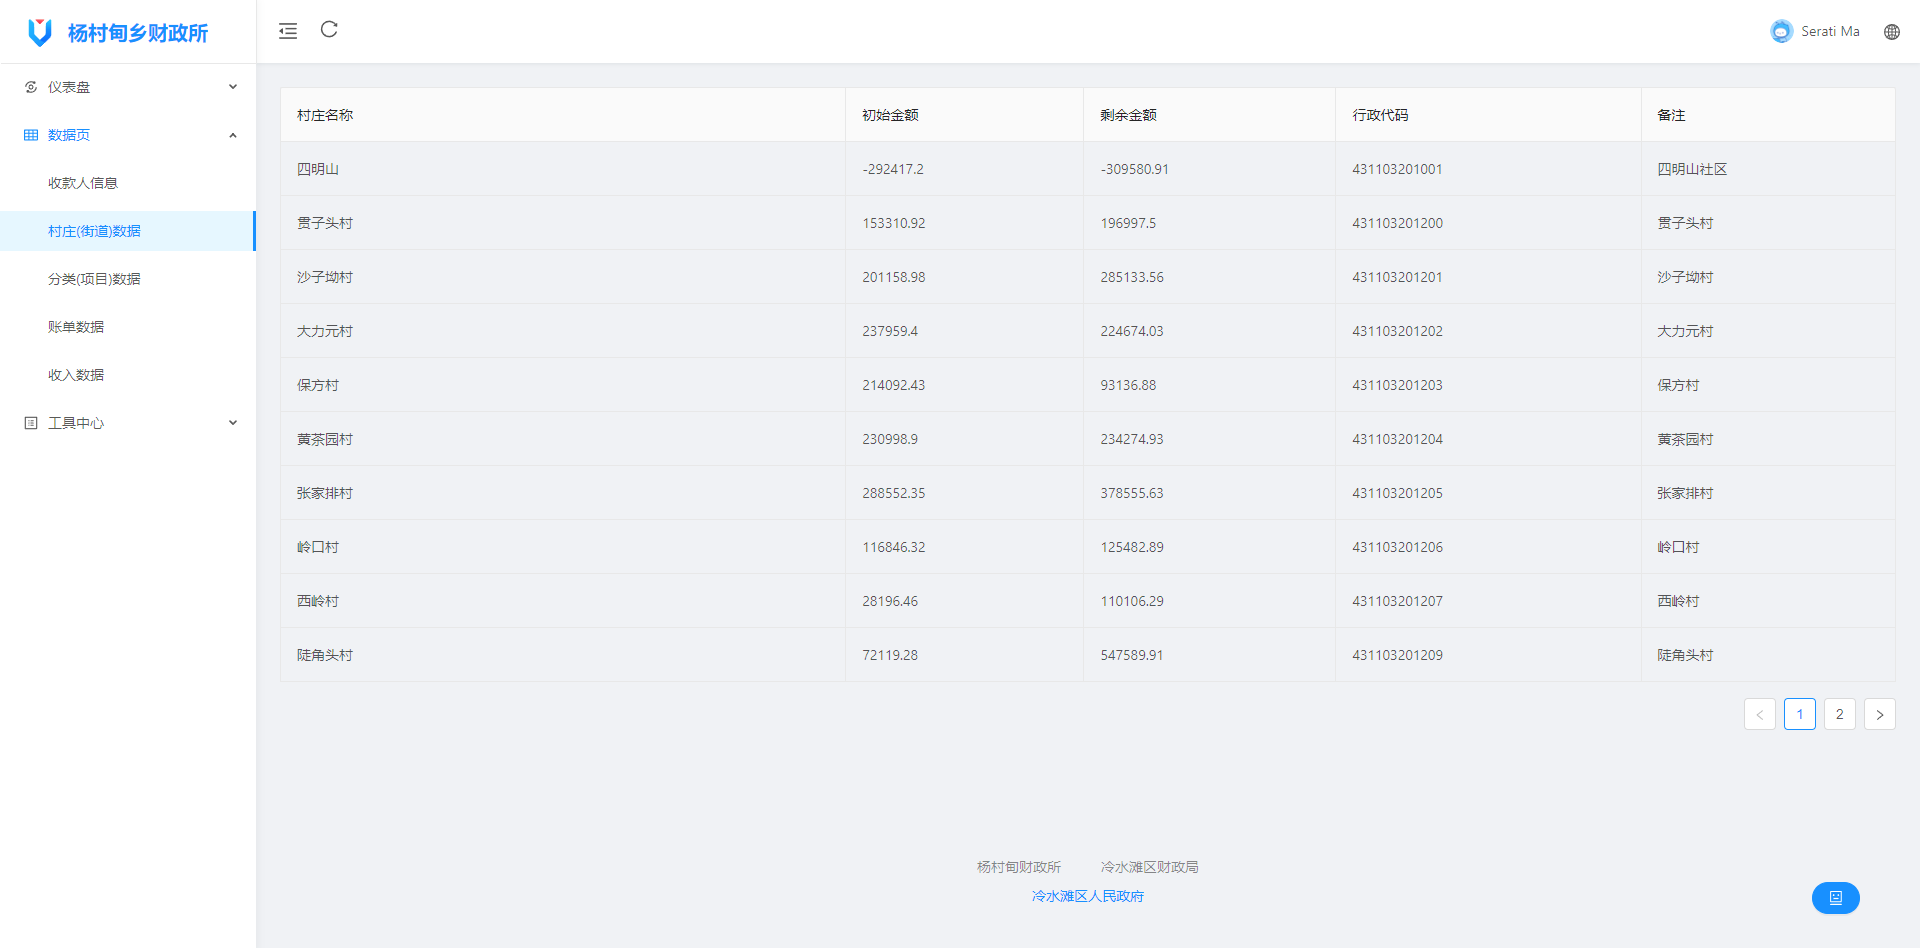 杨村甸乡财政所
Serati Ma
仪表盘
数据页
收款人信息
村庄(街道)数据
分类(项目)数据
账单数据
收入数据
工具中心
村庄名称 初始金额 剩余金额 行政代码 备注
四明山 -292417.2 -309580.91 431103201001 四明山社区
贯子头村 153310.92 196997.5 431103201200 贯子头村
沙子坳村 201158.98 285133.56 431103201201 沙子坳村
大力元村 237959.4 224674.03 431103201202 大力元村
保方村 214092.43 93136.88 431103201203 保方村
黄茶园村 230998.9 234274.93 431103201204 黄茶园村
张家排村 288552.35 378555.63 431103201205 张家排村
岭口村 116846.32 125482.89 431103201206 岭口村
西岭村 28196.46 110106.29 431103201207 西岭村
陡角头村 72119.28 547589.91 431103201209 陡角头村
1 2
杨村甸财政所 冷水滩区财政局
冷水滩区人民政府